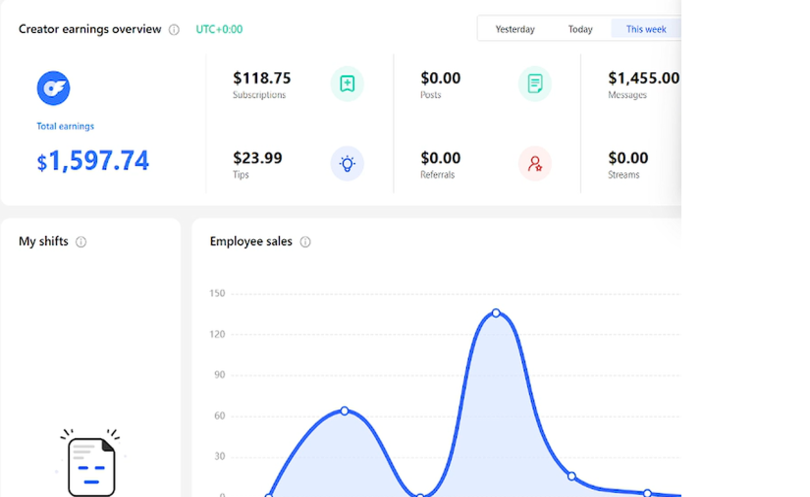 Creator earnings overview UTC+0:00 Yesterday Today This week
Total earnings
$1,597.74
$118.75
Subscriptions
$0.00
Posts
$1,455.00
Messages
$23.99
Tips
$0.00
Referrals
$0.00
Streams
My shifts
Employee sales
150
120
90
60
30
0